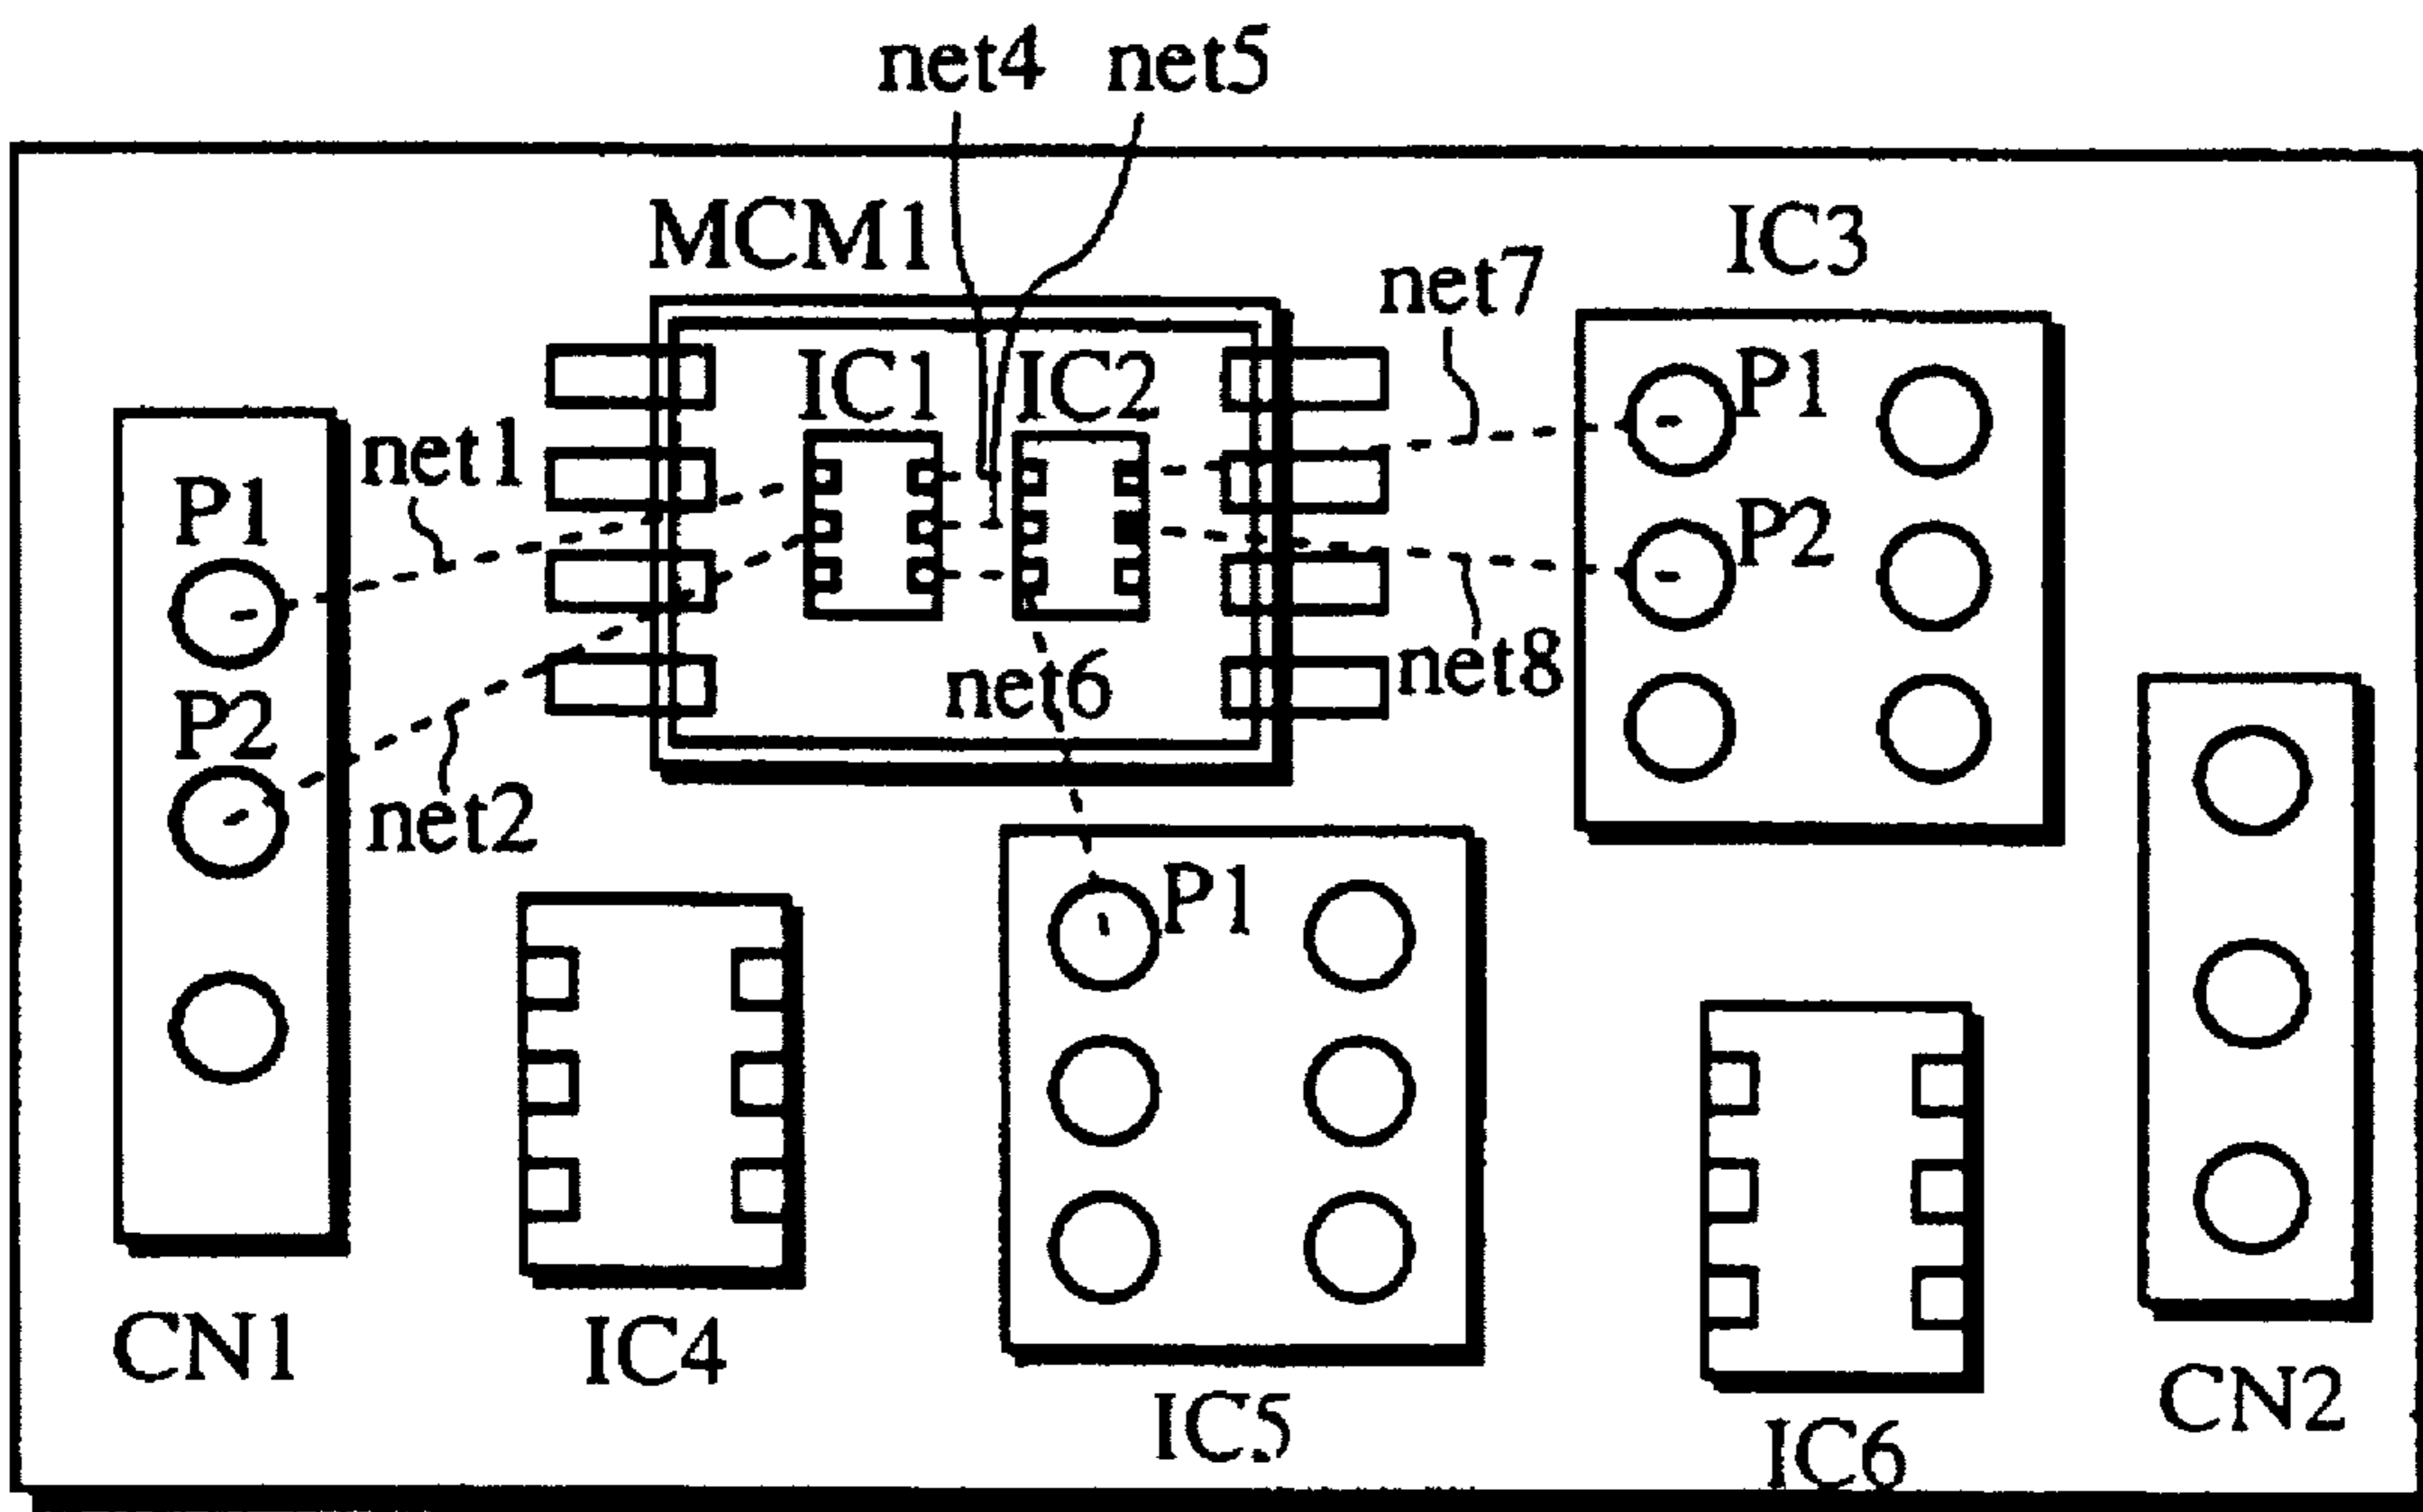 net4 net5
MCM1
IC3
net7
IC1 IC2
P1
net1
P1
P2
net8
net6
P2
net2
P1
CN1
IC4
IC5
CN2
IC6